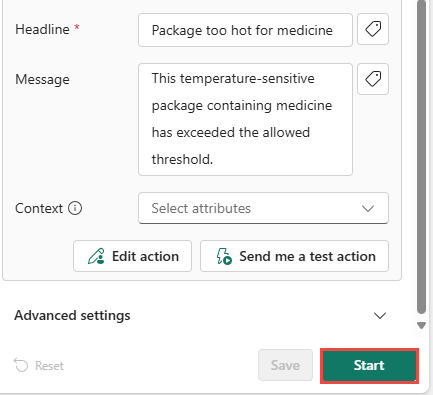 Headline *
Package too hot for medicine
Message
This temperature-sensitive
package containing medicine
has exceeded the allowed
threshold.
Context
Select attributes
Edit action
Send me a test action
Advanced settings
Reset
Save
Start